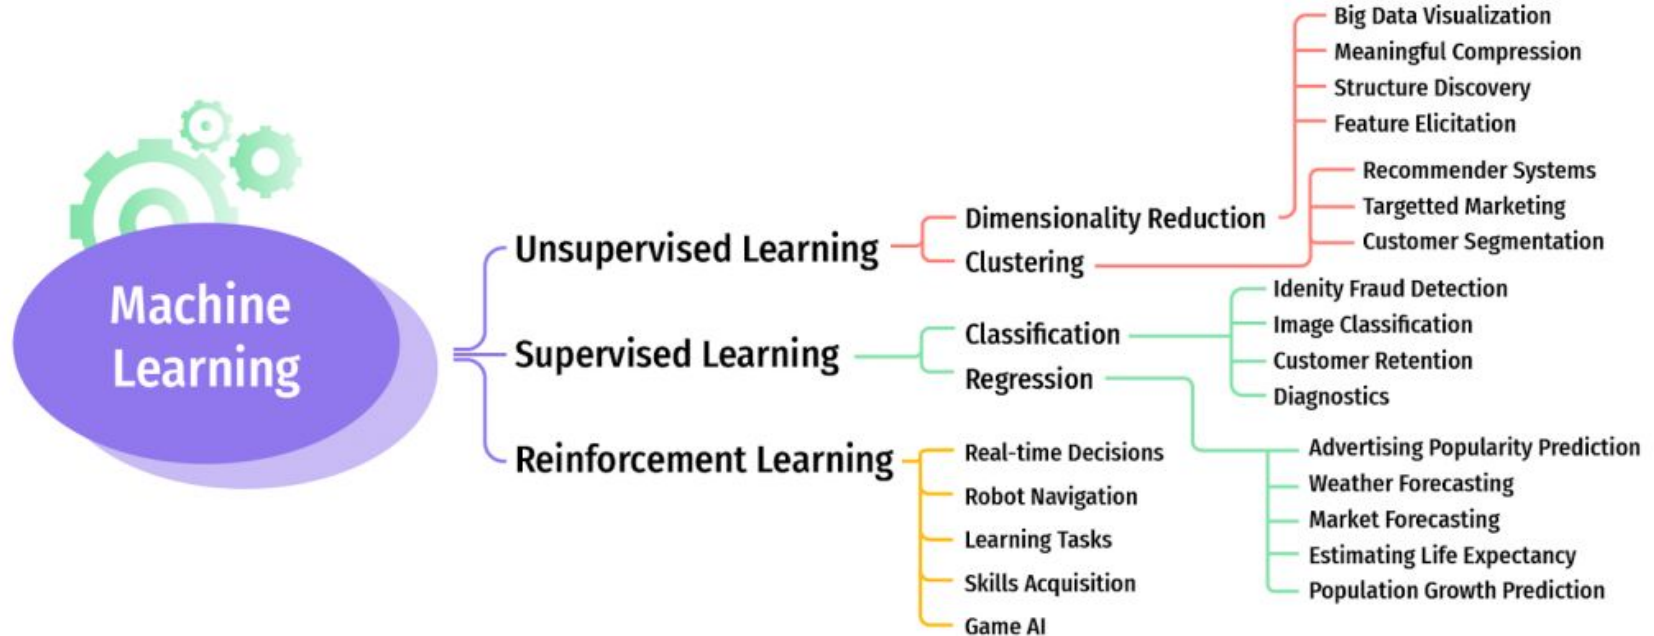 Machine
Learning
Unsupervised Learning
Dimensionality Reduction
Big Data Visualization
Meaningful Compression
Structure Discovery
Feature Elicitation
Clustering
Recommender Systems
Targetted Marketing
Customer Segmentation
Supervised Learning
Classification
Idenity Fraud Detection
Image Classification
Customer Retention
Diagnostics
Regression
Advertising Popularity Prediction
Weather Forecasting
Market Forecasting
Estimating Life Expectancy
Population Growth Prediction
Reinforcement Learning
Real-time Decisions
Robot Navigation
Learning Tasks
Skills Acquisition
Game AI